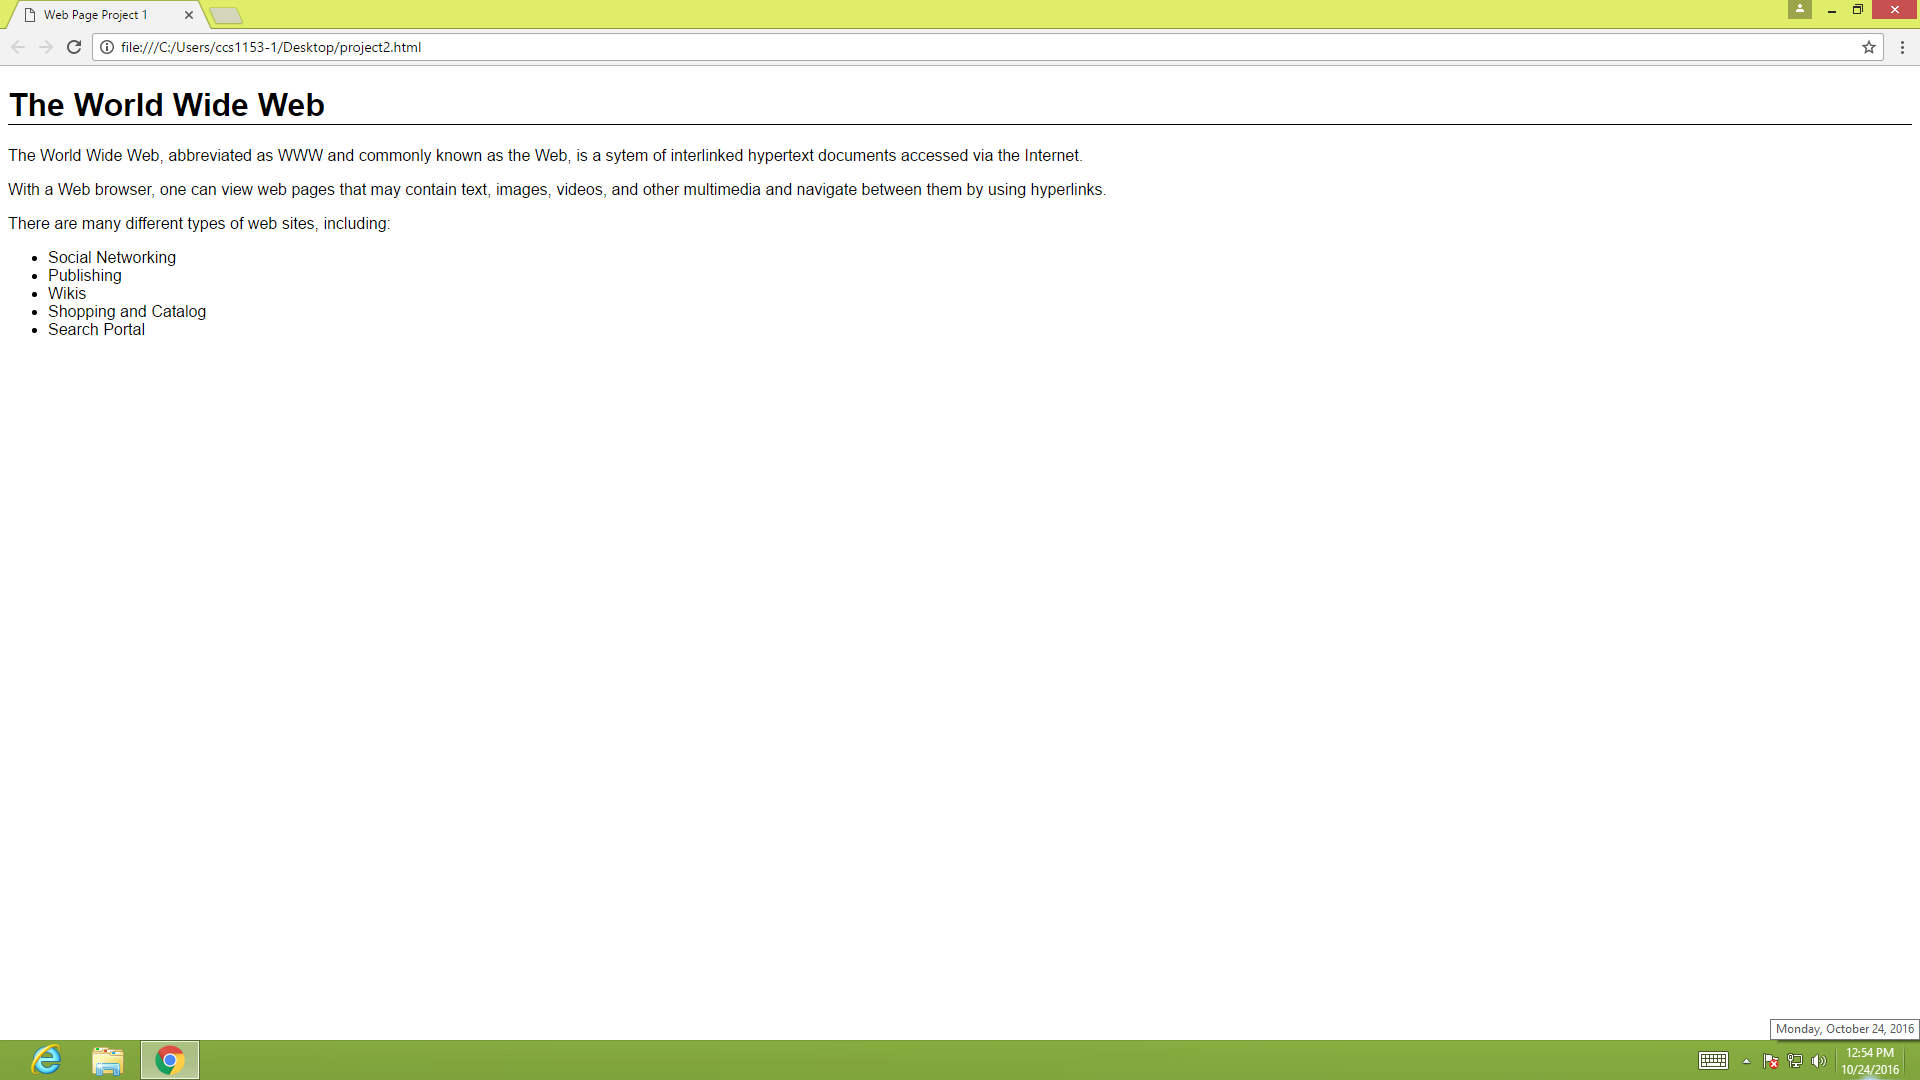 Web Page Project 1
file:///C:/Users/ccs1153-1/Desktop/project2.html
The World Wide Web
The World Wide Web, abbreviated as WWW and commonly known as the Web, is a sytem of interlinked hypertext documents accessed via the Internet.
With a Web browser, one can view web pages that may contain text, images, videos, and other multimedia and navigate between them by using hyperlinks.
There are many different types of web sites, including:
• Social Networking
• Publishing
• Wikis
• Shopping and Catalog
• Search Portal
Monday, October 24, 2016
12:54 PM
10/24/2016